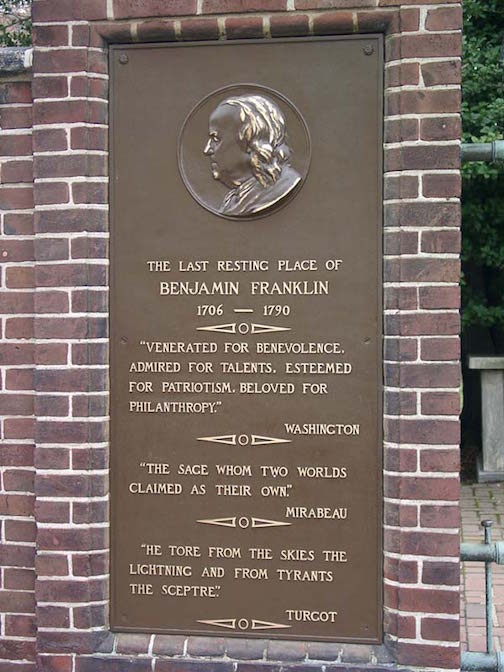 THE LAST RESTING PLACE OF
BENJAMIN FRANKLIN
1706 — 1790
"VENERATED FOR BENEVOLENCE.
ADMIRED FOR TALENTS. ESTEEMED
FOR PATRIOTISM. BELOVED FOR
PHILANTHROPY."
WASHINGTON
"THE SAGE WHOM TWO WORLDS
CLAIMED AS THEIR OWN."
MIRABEAU
"HE TORE FROM THE SKIES THE
LIGHTNING AND FROM TYRANTS
THE SCEPTRE."
TURGOT